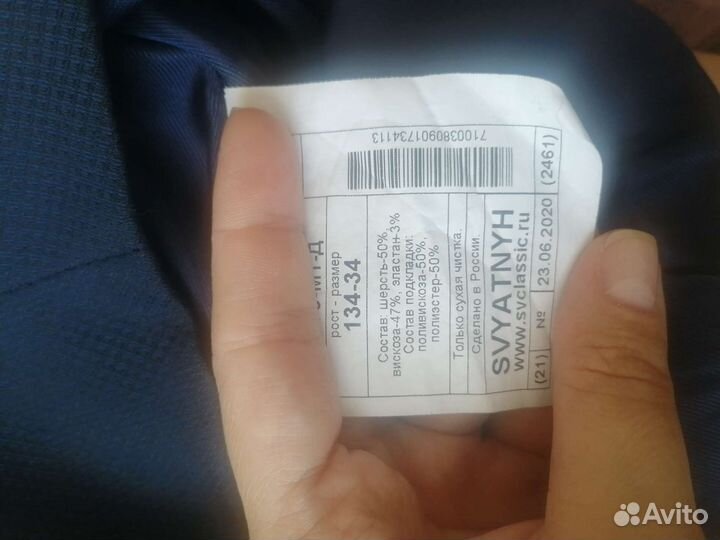 7100380901734113
М1-Д
рост - размер
134-34
Состав: шерсть-50%,
вискоза-47%, эластан-3%
Состав подкладки:
поливискоза-50%,
полиэстер-50%
Только сухая чистка.
Сделано в России.
SVYATNYH
www.svclassic.ru
(21) № 23.06.2020 (2461)
Avito